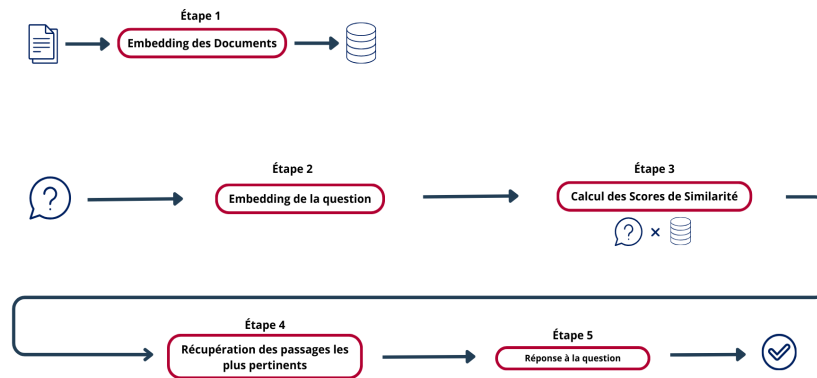 Étape 1
Embedding des Documents
Étape 2
Embedding de la question
Étape 3
Calcul des Scores de Similarité
?
? ×
?
Étape 4
Récupération des passages les
plus pertinents
Étape 5
Réponse à la question